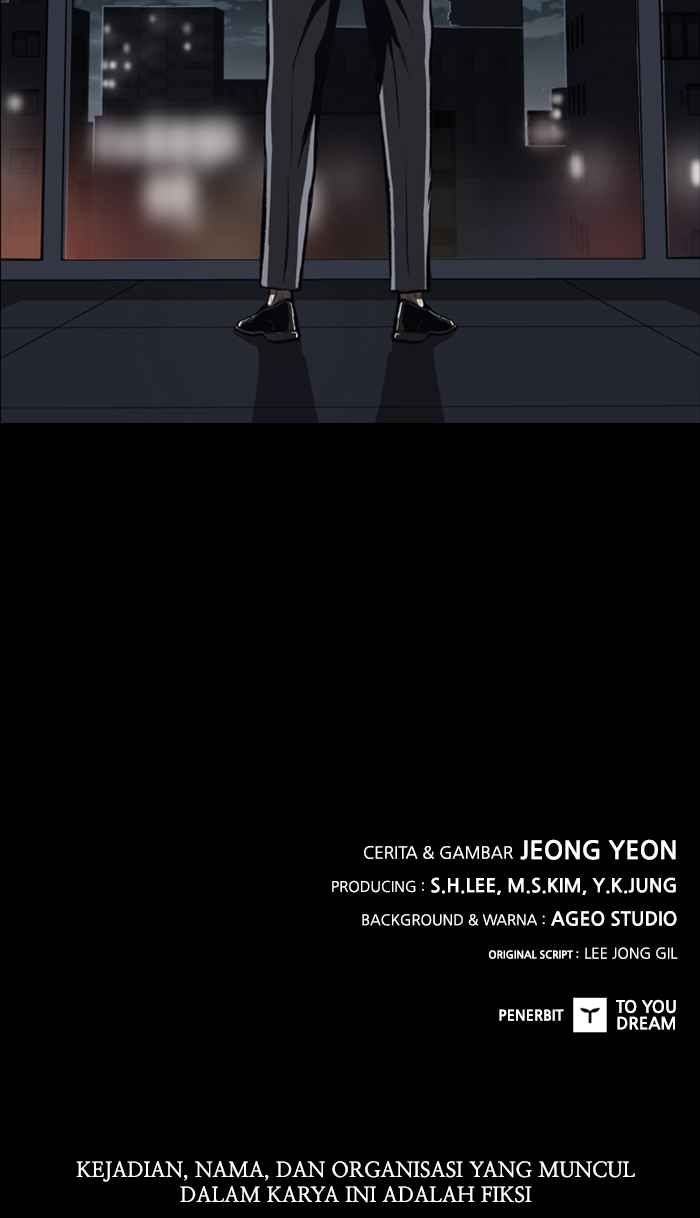 CERITA & GAMBAR JEONG YEON
PRODUCING : S.H.LEE, M.S.KIM, Y.K.JUNG
BACKGROUND & WARNA : AGEO STUDIO
ORIGINAL SCRIPT : LEE JONG GIL
PENERBIT TO YOU
DREAM
KEJADIAN, NAMA, DAN ORGANISASI YANG MUNCUL
DALAM KARYA INI ADALAH FIKSI